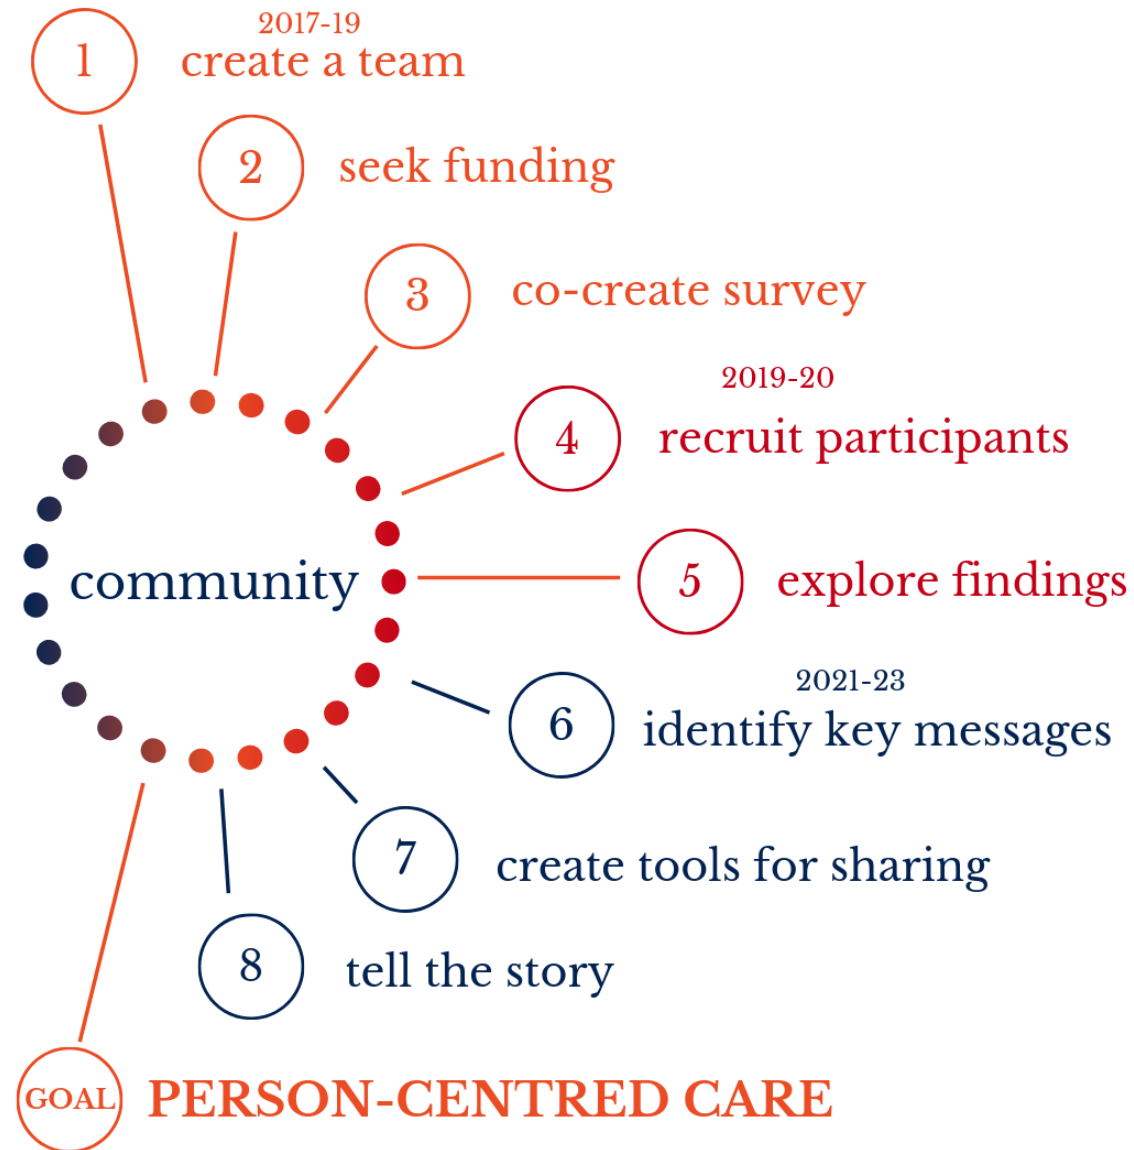 2017-19
1 create a team
2 seek funding
3 co-create survey
2019-20
4 recruit participants
community
5 explore findings
2021-23
6 identify key messages
7 create tools for sharing
8 tell the story
GOAL PERSON-CENTRED CARE